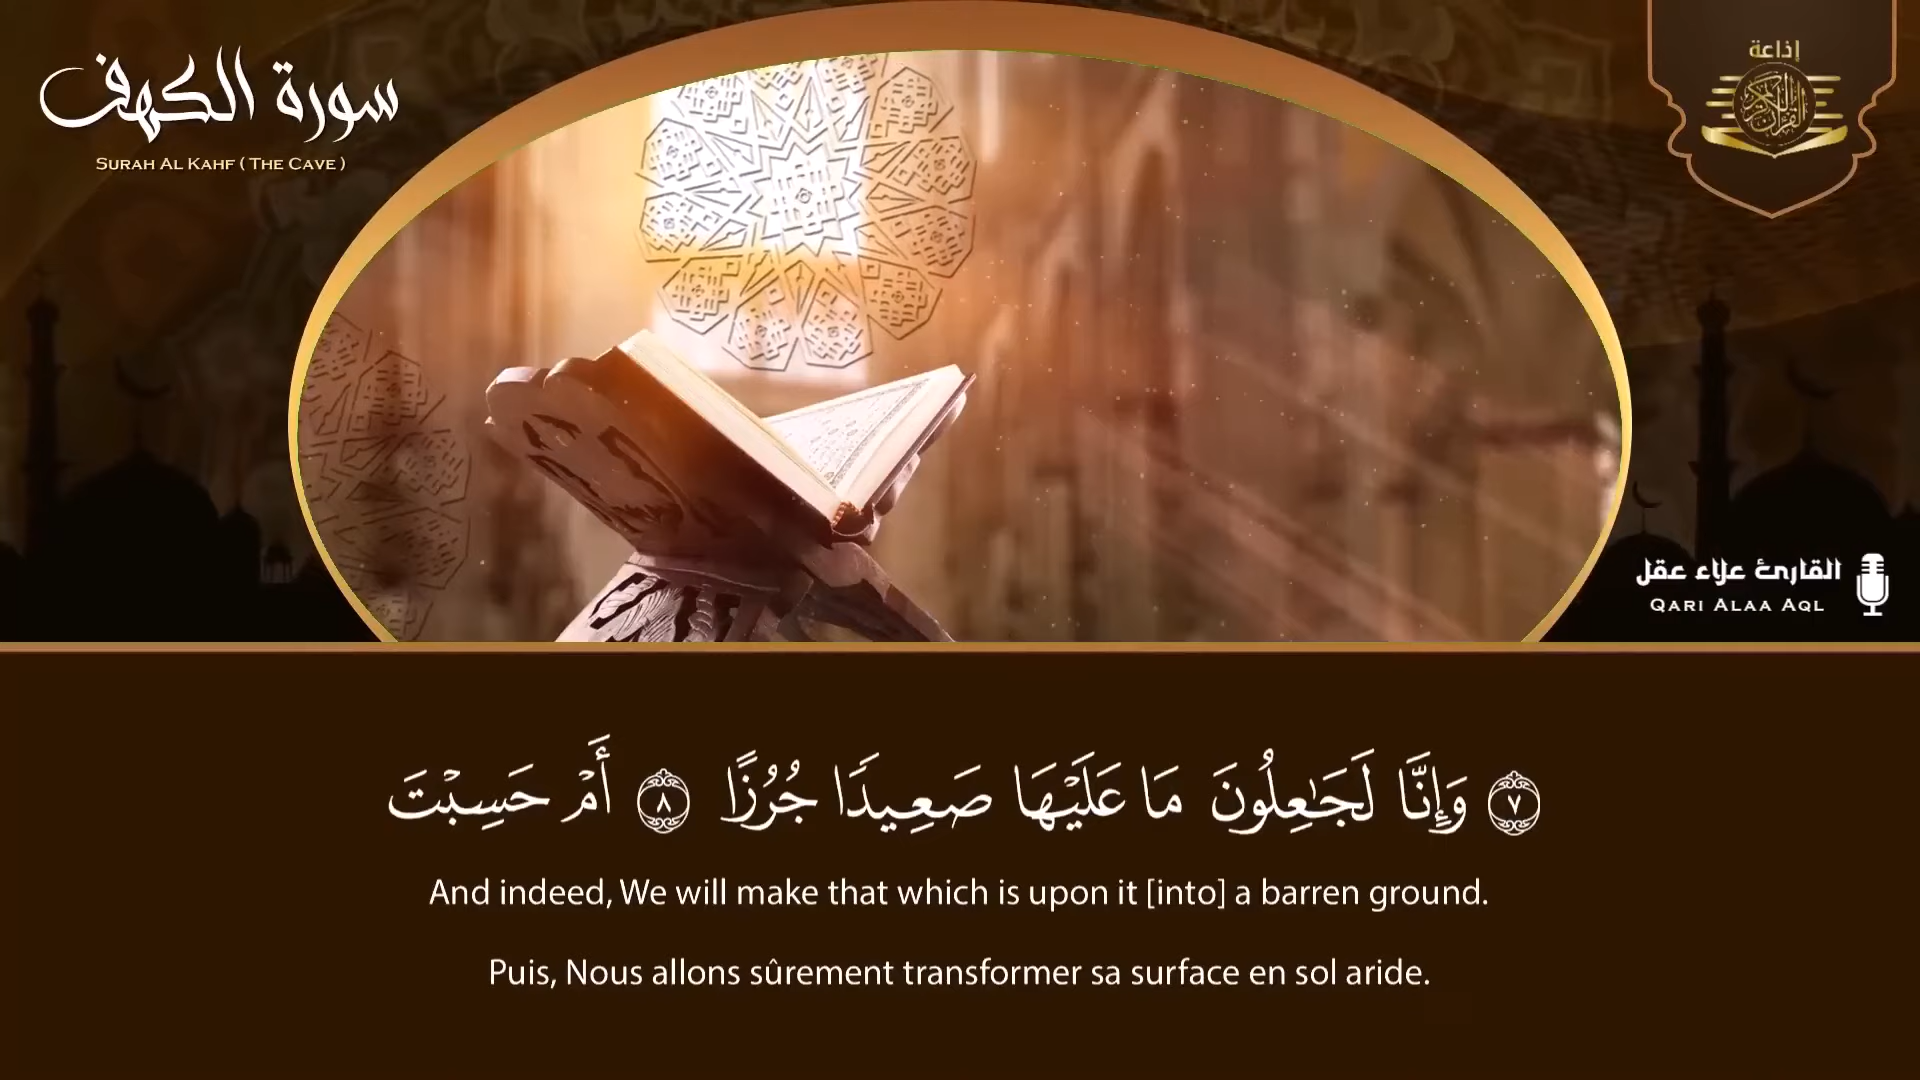 سورة الكهف
SURAH AL KAHF ( THE CAVE )
إذاعة
القرآن الكريم
القارئ علاء عقل
QARI ALAA AQL
۝٧ وَإِنَّا لَجَٰعِلُونَ مَا عَلَيْهَا صَعِيدًا جُرُزًا ۝٨ أَمْ حَسِبْتَ
And indeed, We will make that which is upon it [into] a barren ground.
Puis, Nous allons sûrement transformer sa surface en sol aride.